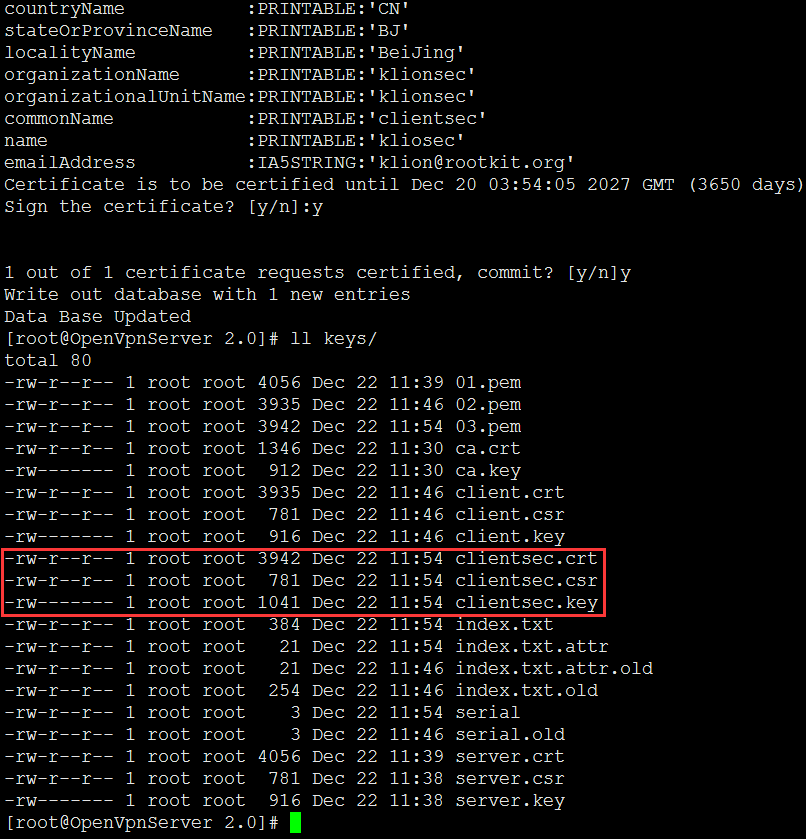 countryName           :PRINTABLE:'CN'
stateOrProvinceName   :PRINTABLE:'BJ'
localityName          :PRINTABLE:'BeiJing'
organizationName      :PRINTABLE:'klionsec'
organizationalUnitName:PRINTABLE:'klionsec'
commonName            :PRINTABLE:'clientsec'
name                  :PRINTABLE:'kliosec'
emailAddress          :IA5STRING:'klion@rootkit.org'
Certificate is to be certified until Dec 20 03:54:05 2027 GMT (3650 days)
Sign the certificate? [y/n]:y
1 out of 1 certificate requests certified, commit? [y/n]y
Write out database with 1 new entries
Data Base Updated
[root@OpenVpnServer 2.0]# ll keys/
total 80
-rw-r--r-- 1 root root 4056 Dec 22 11:39 01.pem
-rw-r--r-- 1 root root 3935 Dec 22 11:46 02.pem
-rw-r--r-- 1 root root 3942 Dec 22 11:54 03.pem
-rw-r--r-- 1 root root 1346 Dec 22 11:30 ca.crt
-rw------- 1 root root  912 Dec 22 11:30 ca.key
-rw-r--r-- 1 root root 3935 Dec 22 11:46 client.crt
-rw-r--r-- 1 root root  781 Dec 22 11:46 client.csr
-rw------- 1 root root  916 Dec 22 11:46 client.key
-rw-r--r-- 1 root root 3942 Dec 22 11:54 clientsec.crt
-rw-r--r-- 1 root root  781 Dec 22 11:54 clientsec.csr
-rw------- 1 root root 1041 Dec 22 11:54 clientsec.key
-rw-r--r-- 1 root root  384 Dec 22 11:54 index.txt
-rw-r--r-- 1 root root   21 Dec 22 11:54 index.txt.attr
-rw-r--r-- 1 root root   21 Dec 22 11:46 index.txt.attr.old
-rw-r--r-- 1 root root  254 Dec 22 11:46 index.txt.old
-rw-r--r-- 1 root root    3 Dec 22 11:54 serial
-rw-r--r-- 1 root root    3 Dec 22 11:46 serial.old
-rw-r--r-- 1 root root 4056 Dec 22 11:39 server.crt
-rw-r--r-- 1 root root  781 Dec 22 11:38 server.csr
-rw------- 1 root root  916 Dec 22 11:38 server.key
[root@OpenVpnServer 2.0]#